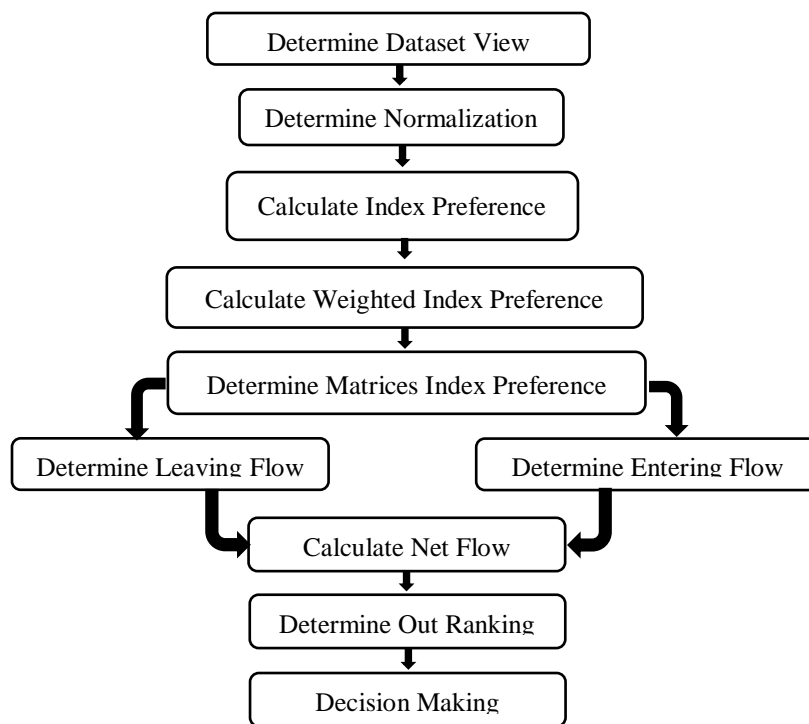 Determine Dataset View
Determine Normalization
Calculate Index Preference
Calculate Weighted Index Preference
Determine Matrices Index Preference
Determine Leaving Flow
Determine Entering Flow
Calculate Net Flow
Determine Out Ranking
Decision Making